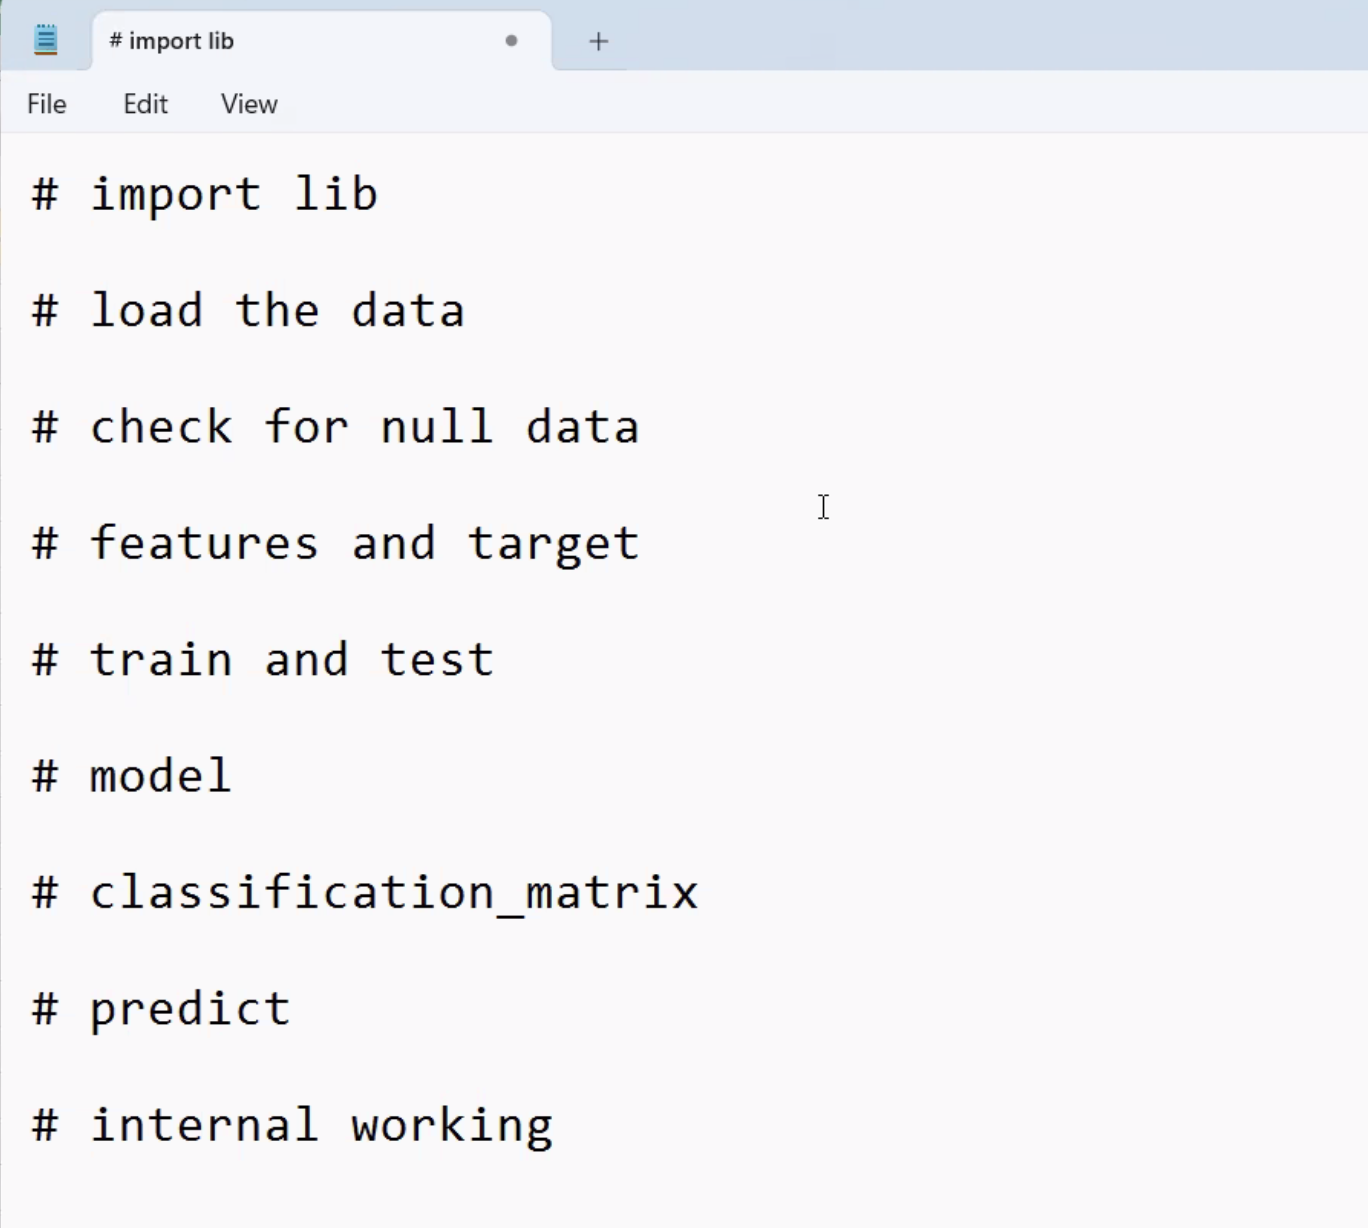 # import lib
File Edit View
# import lib
# load the data
# check for null data
# features and target
# train and test
# model
# classification_matrix
# predict
# internal working